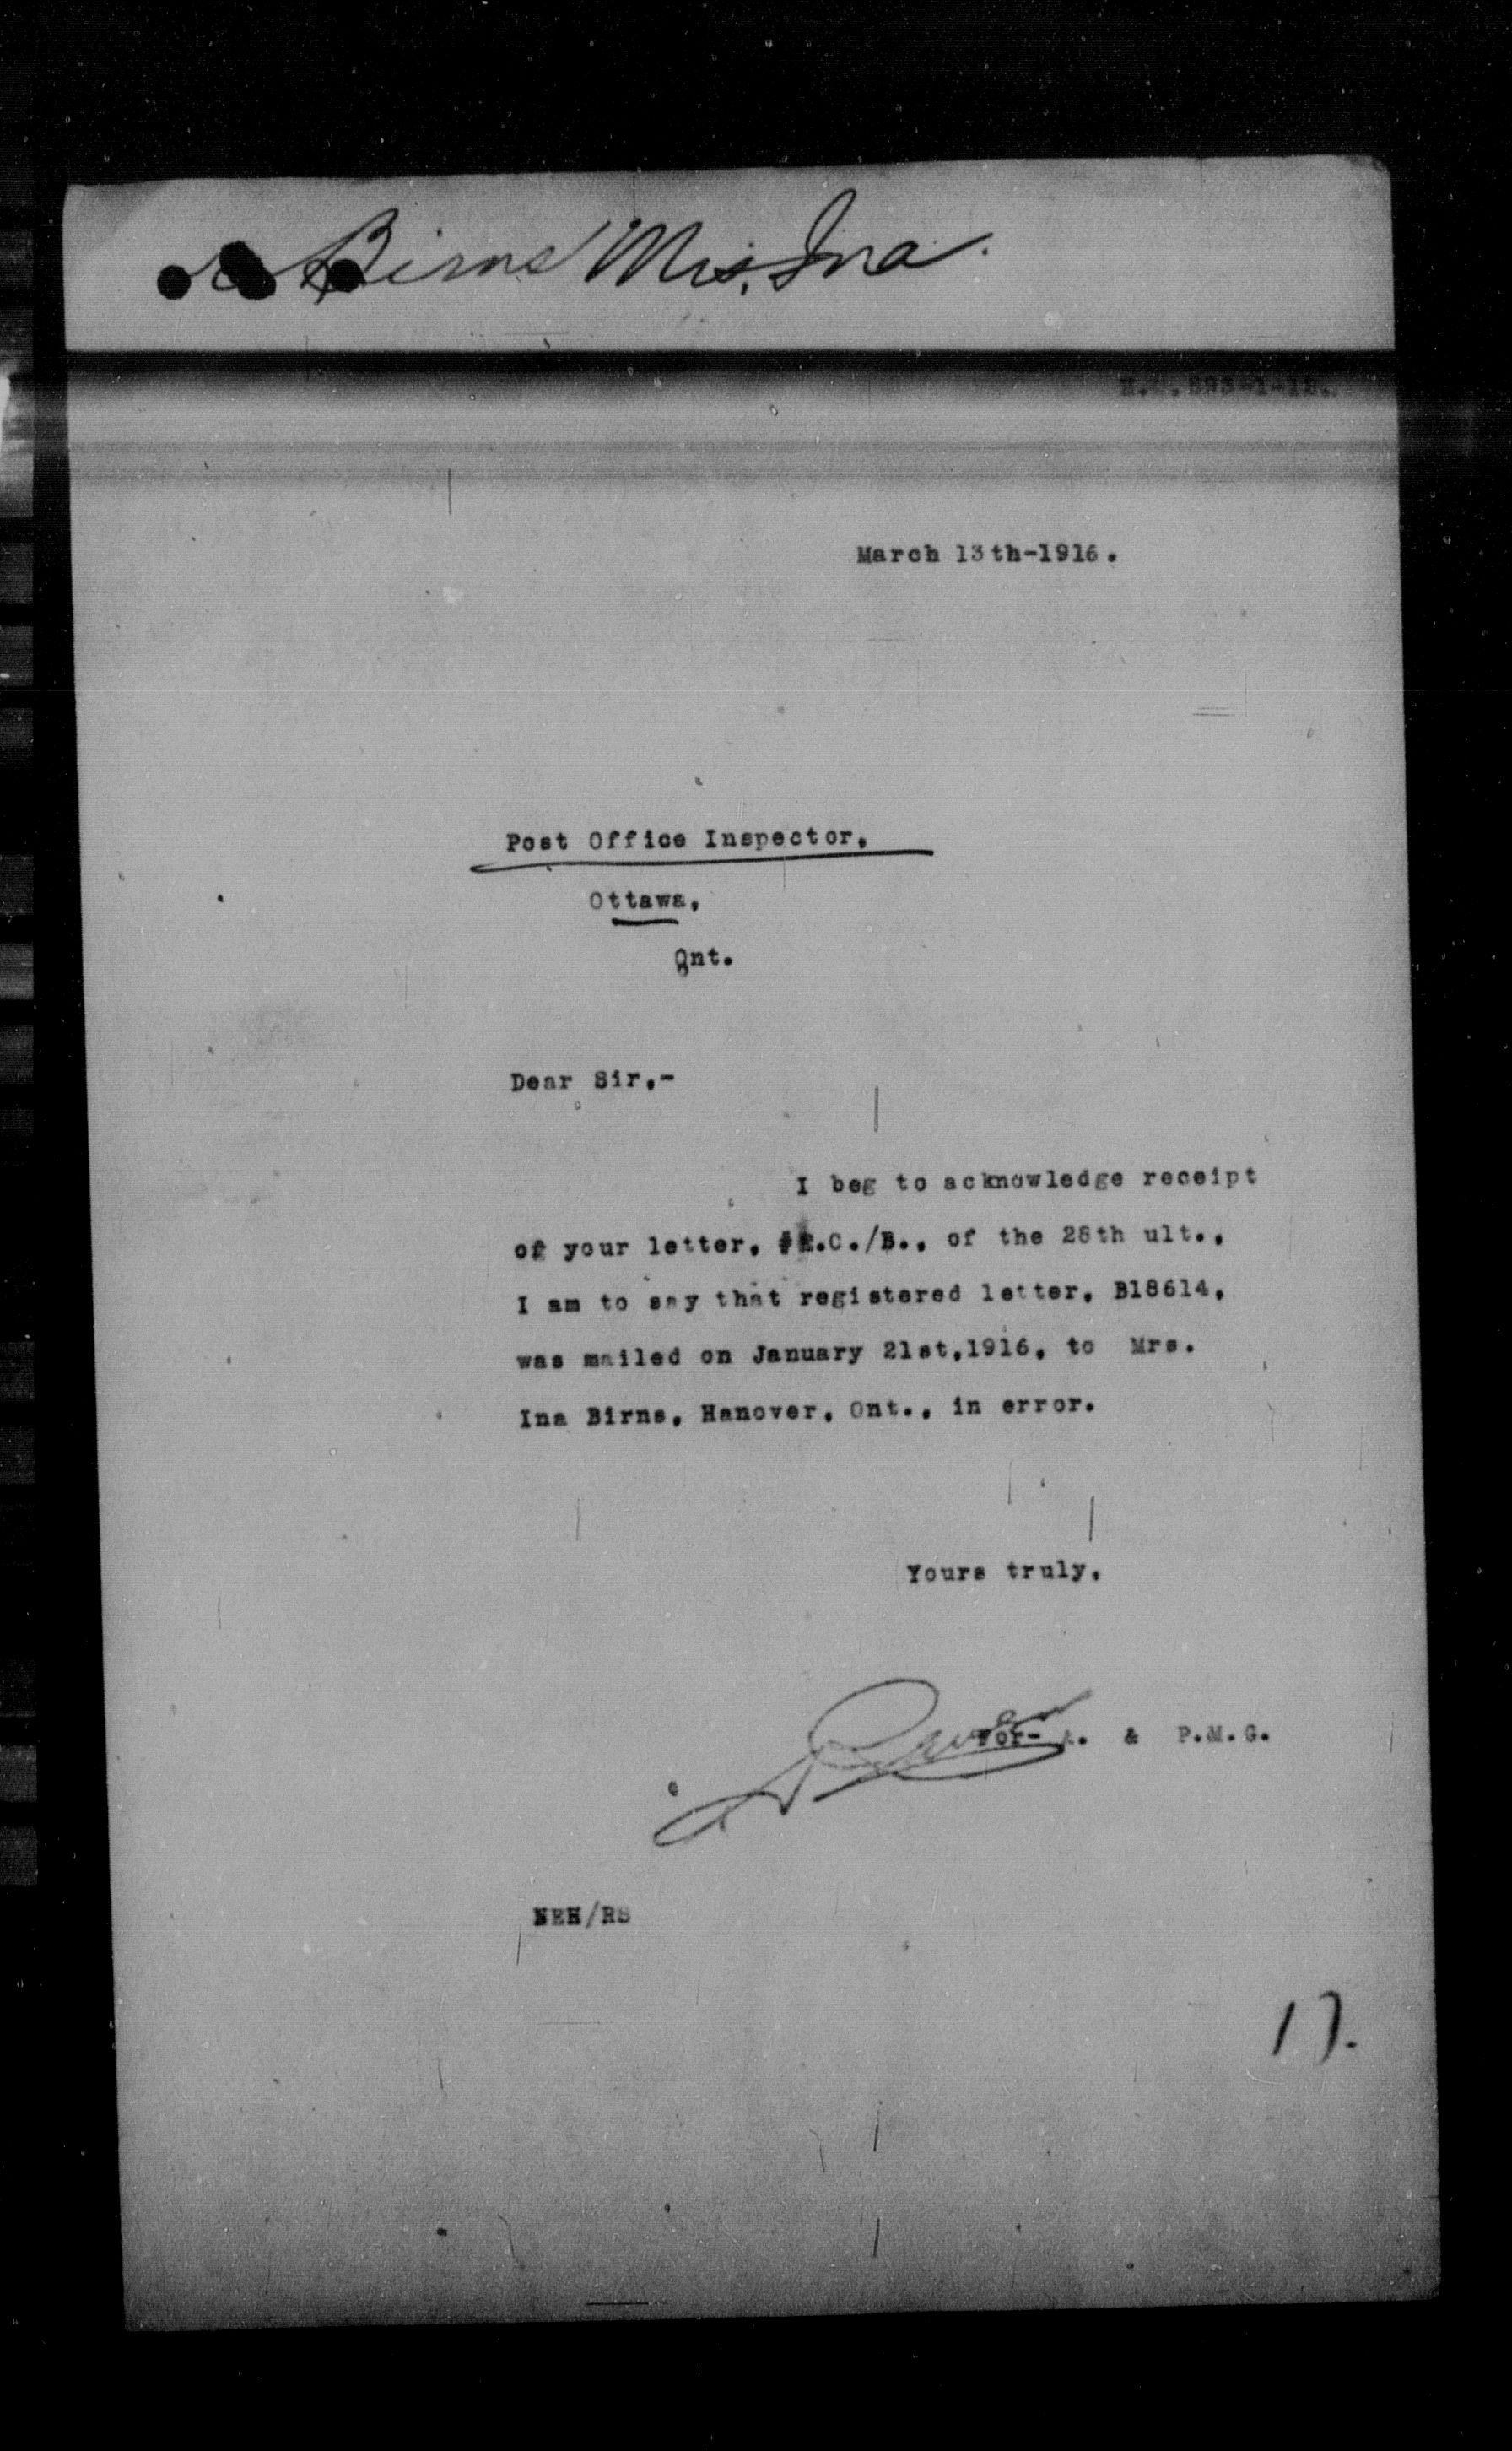 Birns Mrs. Ina.
March 13th-1916.
Post Office Inspector,
Ottawa,
Ont.
Dear Sir,-
I beg to acknowledge receipt
of your letter, .C./B., of the 28th ult.,
I am to say that registered letter, B18614,
was mailed on January 21st,1916, to Mrs.
Ina Birns, Hanover, Ont., in error.
Yours truly,
For- A. & P.M.G.
NEH/RS
17.